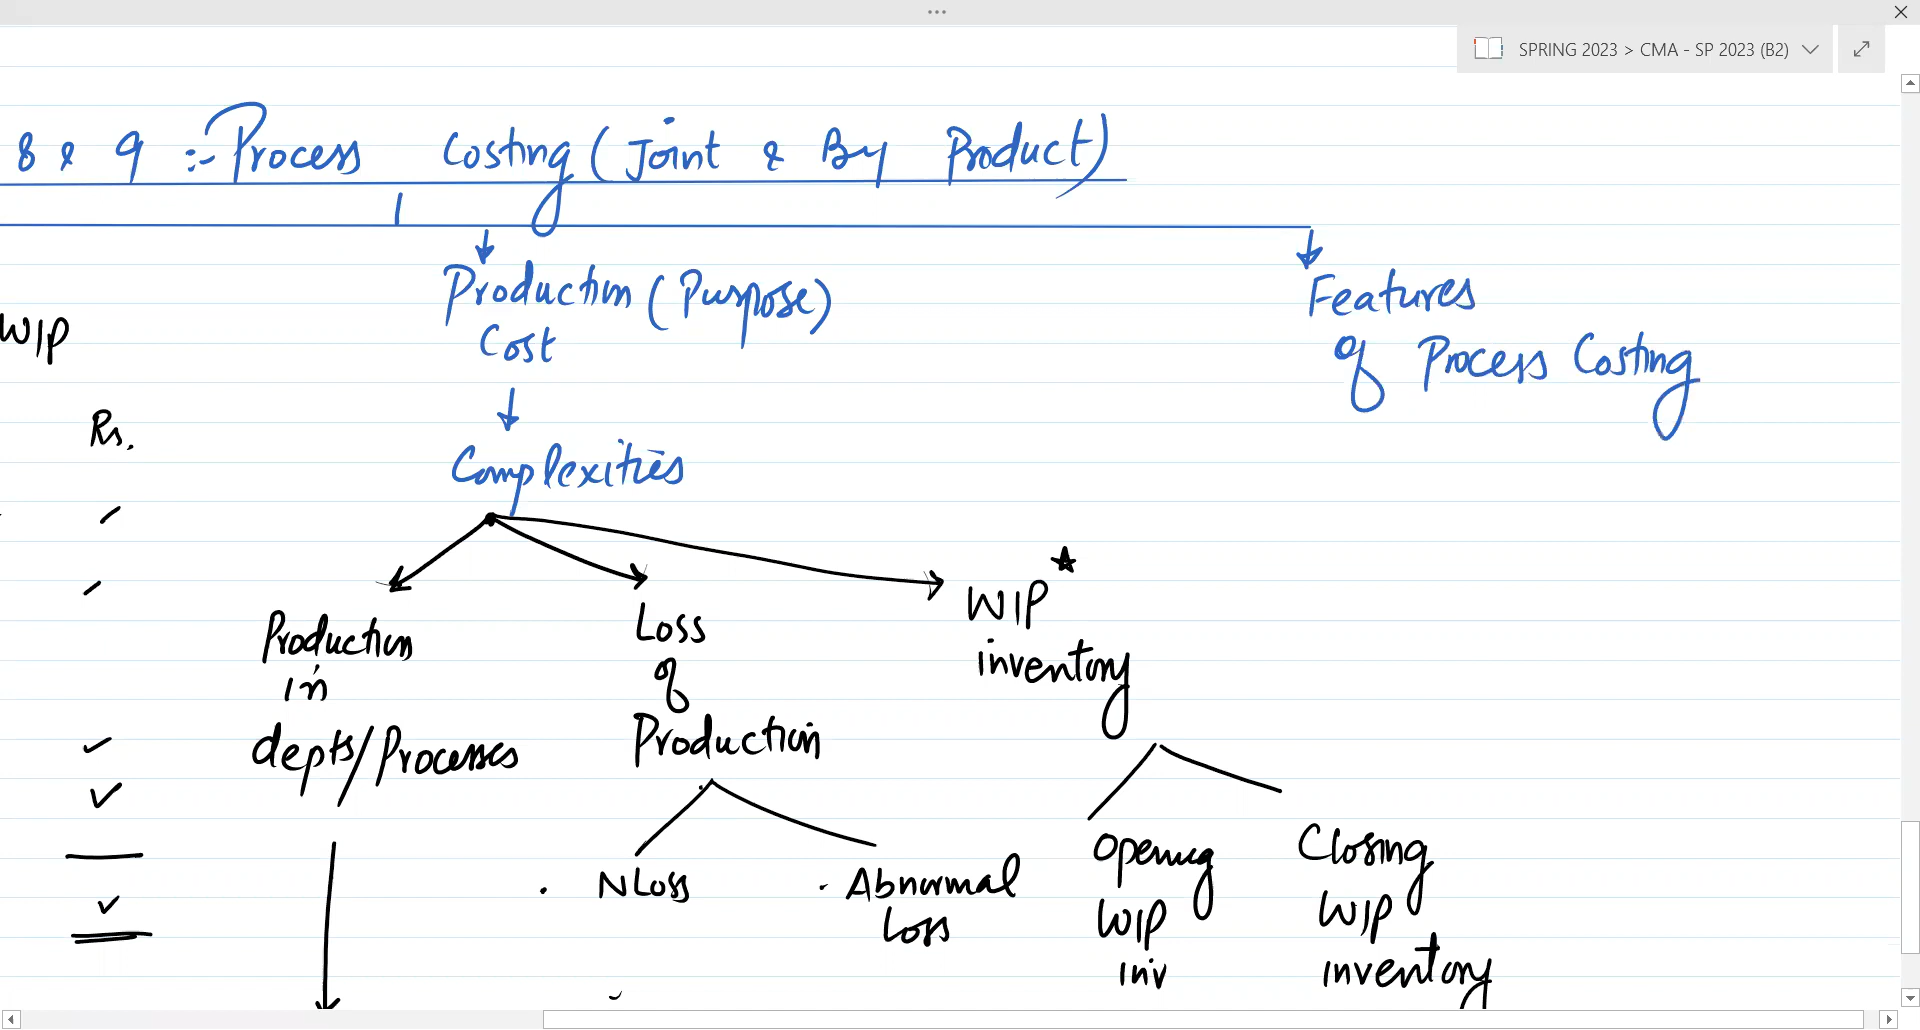 SPRING 2023 > CMA - SP 2023 (B2)
8 & 9 :- Process Costing (Joint & By Product)
Production (Purpose)
Cost
Features
of Process Costing
WIP
Rs.
Complexities
Production
in
depts/Processes
Loss
of
Production
WIP
inventory
N Loss
Abnormal
Loss
Opening
WIP
inv
Closing
WIP
inventory